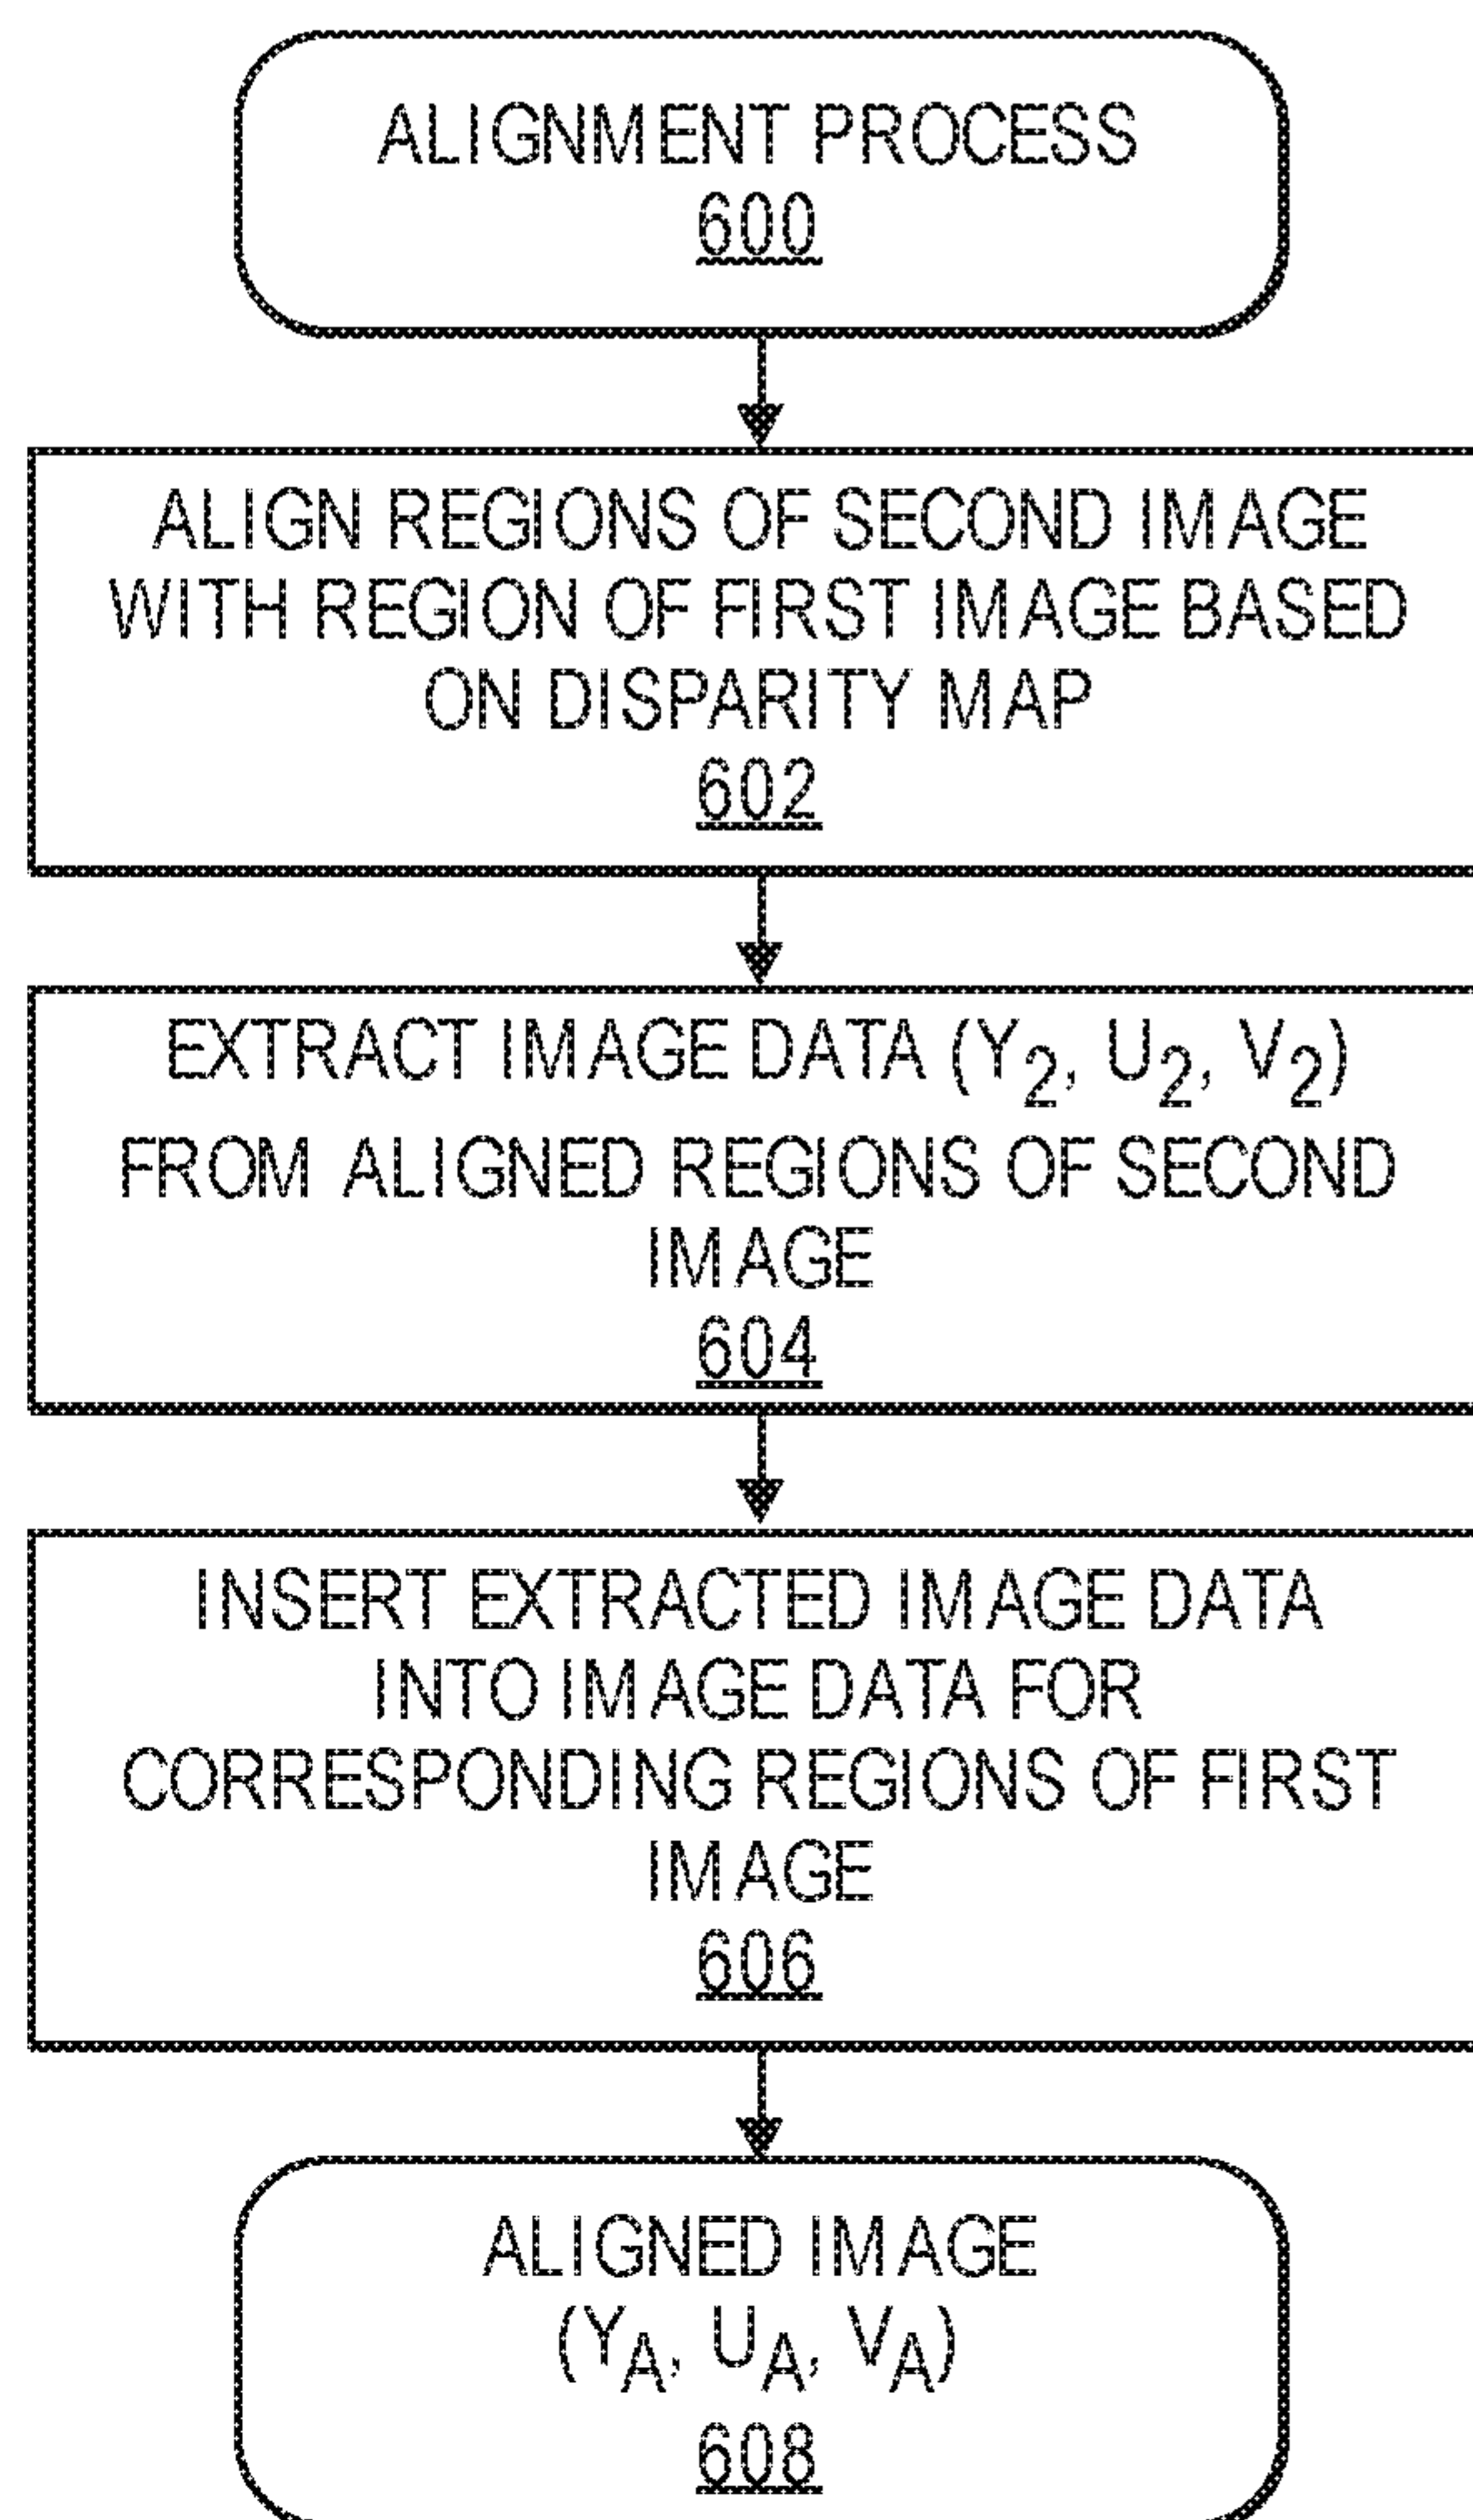 ALIGNMENT PROCESS
600
ALIGN REGIONS OF SECOND IMAGE
WITH REGION OF FIRST IMAGE BASED
ON DISPARITY MAP
602
EXTRACT IMAGE DATA (Y2, U2, V2)
FROM ALIGNED REGIONS OF SECOND
IMAGE
604
INSERT EXTRACTED IMAGE DATA
INTO IMAGE DATA FOR
CORRESPONDING REGIONS OF FIRST
IMAGE
606
ALIGNED IMAGE
(YA, UA, VA)
608